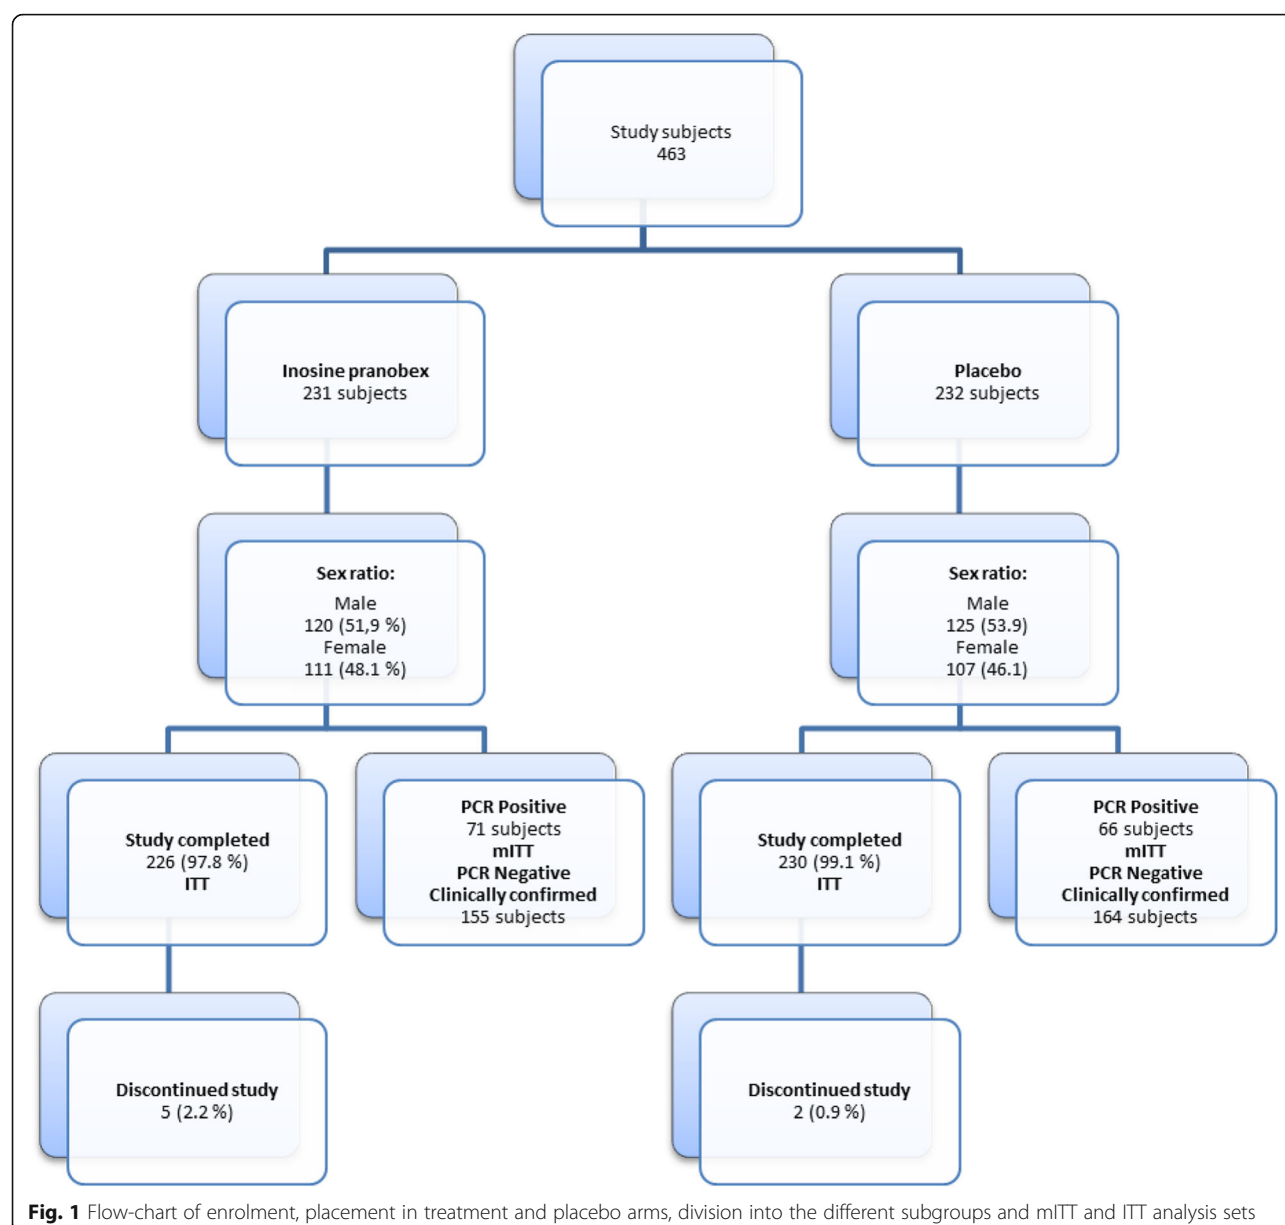 Study subjects
463
Inosine pranobex
231 subjects
Placebo
232 subjects
Sex ratio:
Male
120 (51,9 %)
Female
111 (48.1 %)
Sex ratio:
Male
125 (53.9)
Female
107 (46.1)
Study completed
226 (97.8 %)
ITT
PCR Positive
71 subjects
mITT
PCR Negative
Clinically confirmed
155 subjects
Study completed
230 (99.1 %)
ITT
PCR Positive
66 subjects
mITT
PCR Negative
Clinically confirmed
164 subjects
Discontinued study
5 (2.2 %)
Discontinued study
2 (0.9 %)
Fig. 1 Flow-chart of enrolment, placement in treatment and placebo arms, division into the different subgroups and mITT and ITT analysis sets